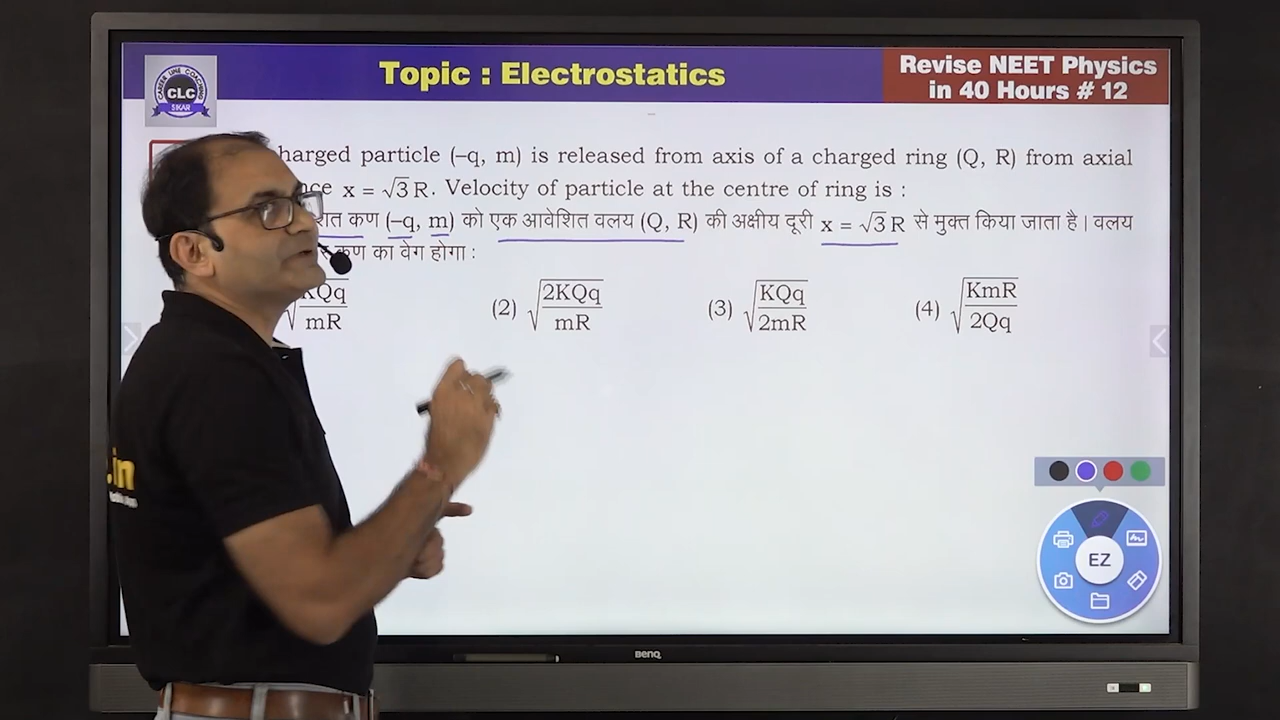 Topic : Electrostatics
Revise NEET Physics
in 40 Hours # 12
CAREER LINE COACHING
CLC
SIKAR
charged particle (–q, m) is released from axis of a charged ring (Q, R) from axial
x = √3 R. Velocity of particle at the centre of ring is :
कण (–q, m) को एक आवेशित वलय (Q, R) की अक्षीय दूरी x = √3 R से मुक्त किया जाता है। वलय
कण का वेग होगा :
√(KQq/mR) (2) √(2KQq/mR) (3) √(KQq/2mR) (4) √(KmR/2Qq)
.in
EZ
BenQ